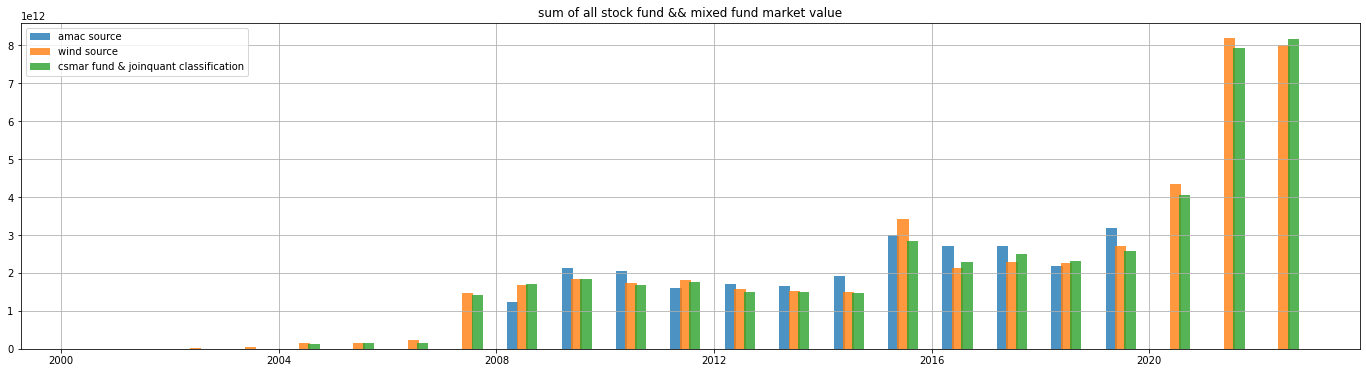 sum of all stock fund && mixed fund market value
1e12
amac source
wind source
csmar fund & joinquant classification
8
7
6
5
4
3
2
1
0
2000 2004 2008 2012 2016 2020